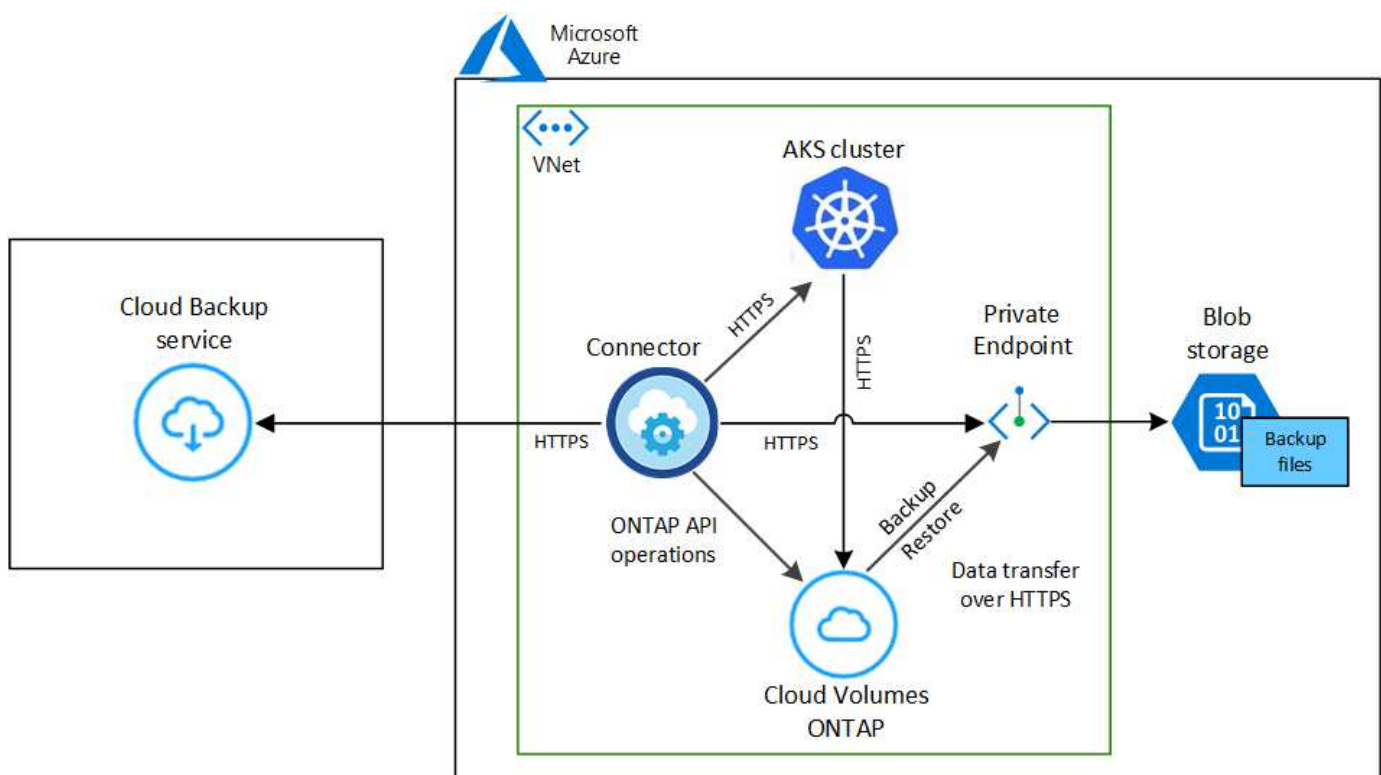 Microsoft
Azure
VNet
AKS cluster
Cloud Backup
service
Connector
HTTPS
HTTPS
Private
Endpoint
Blob
storage
10
01
Backup
files
HTTPS
HTTPS
ONTAP API
operations
Backup
Restore
Data transfer
over HTTPS
Cloud Volumes
ONTAP